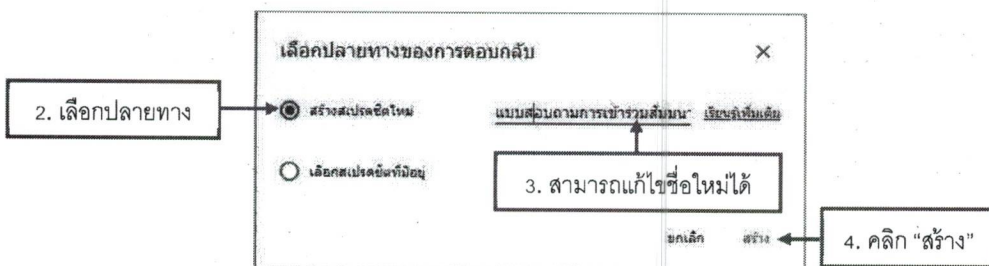 เลือกปลายทางของการตอบกลับ ×
2. เลือกปลายทาง
สร้างสเปรดชีตใหม่ แบบสอบถามการเข้าร่วมสัมมนา เรียนรู้เพิ่มเติม
เลือกสเปรดชีตที่มีอยู่
3. สามารถแก้ไขชื่อใหม่ได้
ยกเลิก สร้าง
4. คลิก “สร้าง”